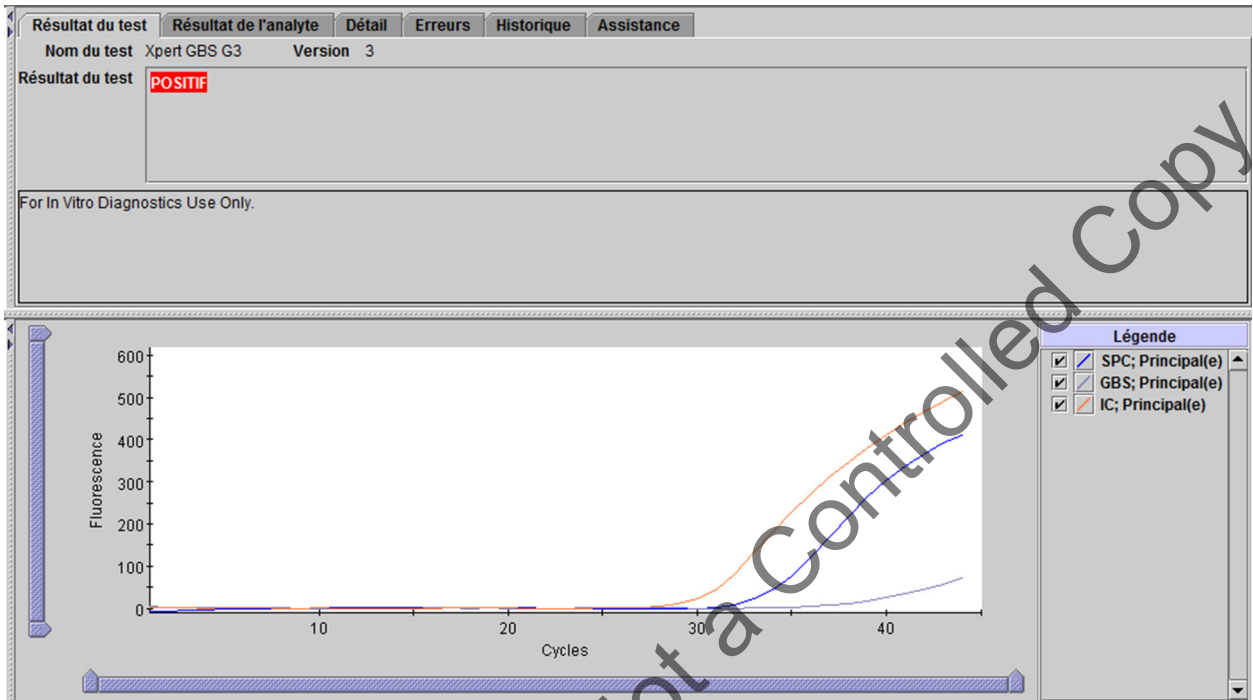 Résultat du test Résultat de l'analyte Détail Erreurs Historique Assistance
Nom du test Xpert GBS G3 Version 3
Résultat du test POSITIF
For In Vitro Diagnostics Use Only.
Légende
SPC; Principal(e)
GBS; Principal(e)
IC; Principal(e)
600
500
400
300
200
100
0
Fluorescence
10 20 30 40
Cycles
Not a Controlled Copy